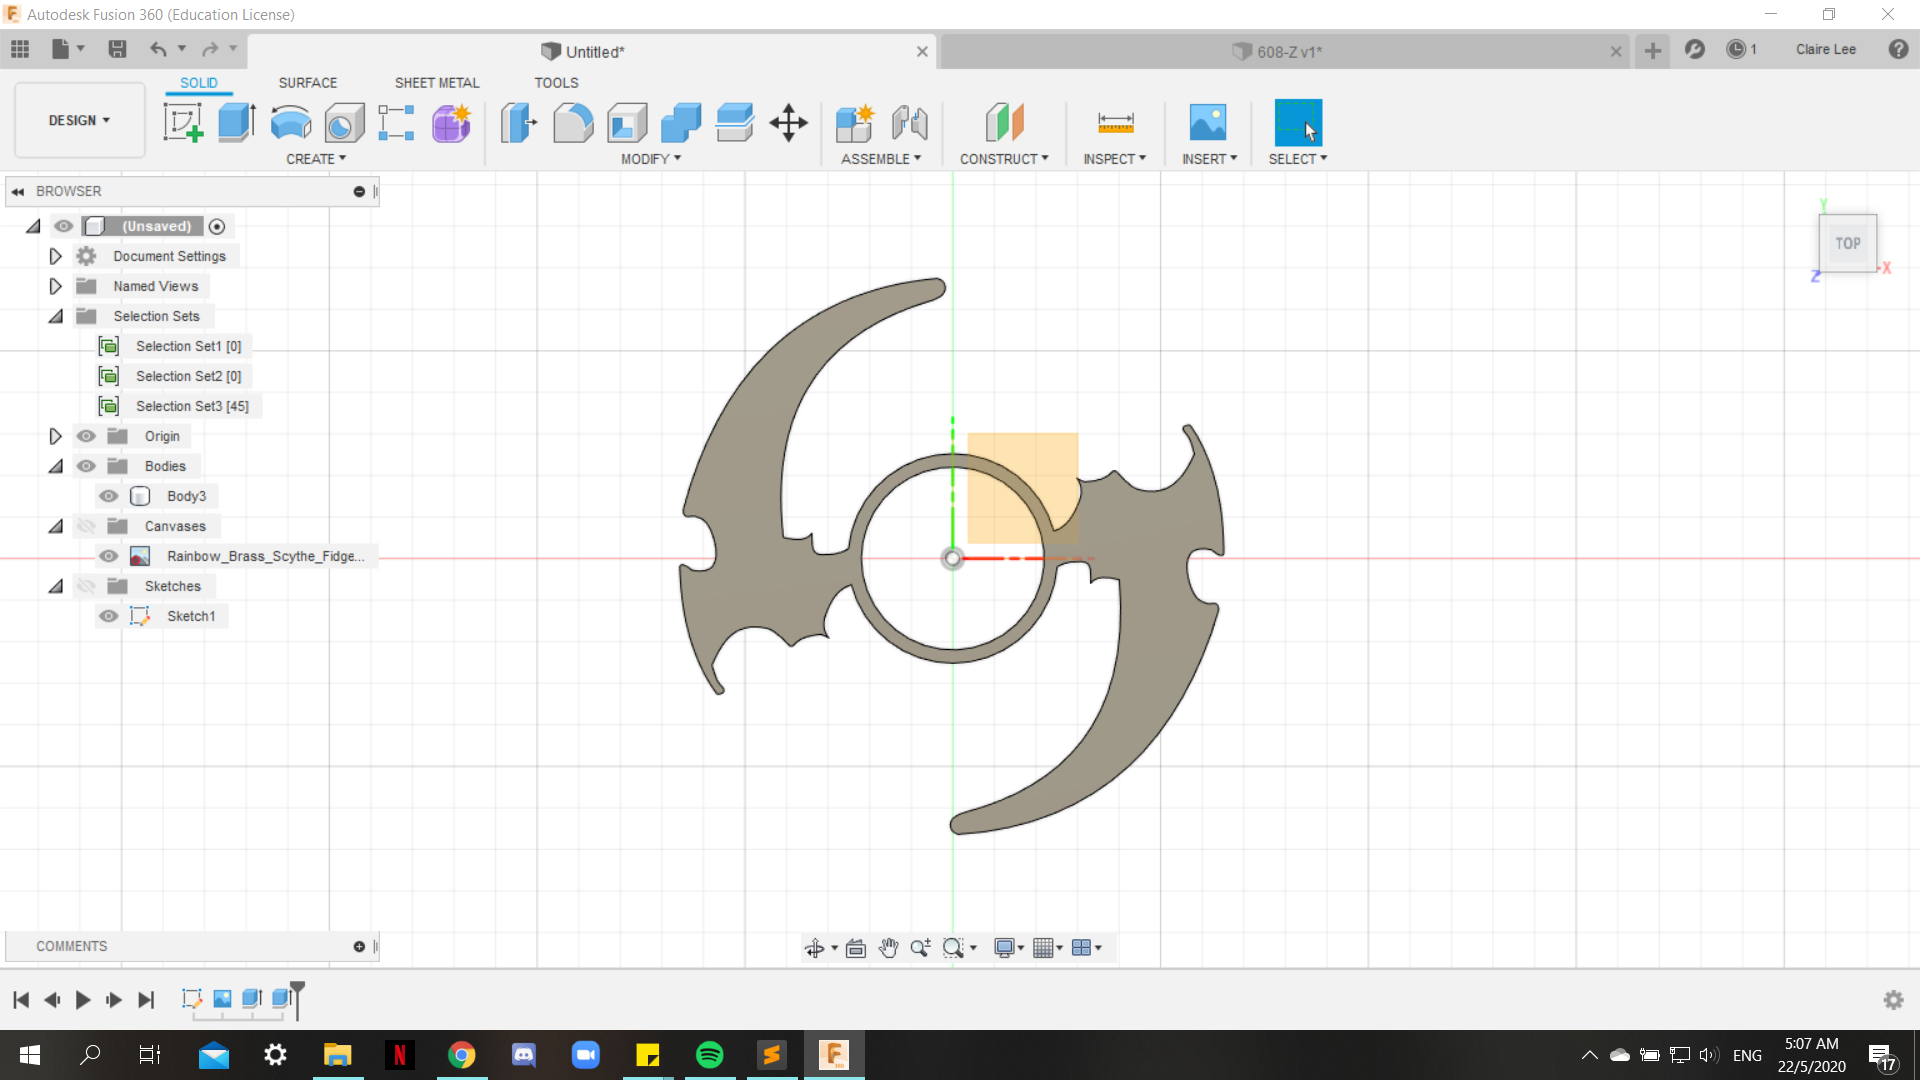 Autodesk Fusion 360 (Education License)
Untitled*
608-Z v1*
1
Claire Lee
DESIGN
SOLID
SURFACE
SHEET METAL
TOOLS
CREATE
MODIFY
ASSEMBLE
CONSTRUCT
INSPECT
INSERT
SELECT
BROWSER
(Unsaved)
Document Settings
Named Views
Selection Sets
Selection Set1 [0]
Selection Set2 [0]
Selection Set3 [45]
Origin
Bodies
Body3
Canvases
Rainbow_Brass_Scythe_Fidge...
Sketches
Sketch1
Y
TOP
X
Z
COMMENTS
ENG
5:07 AM
22/5/2020
17